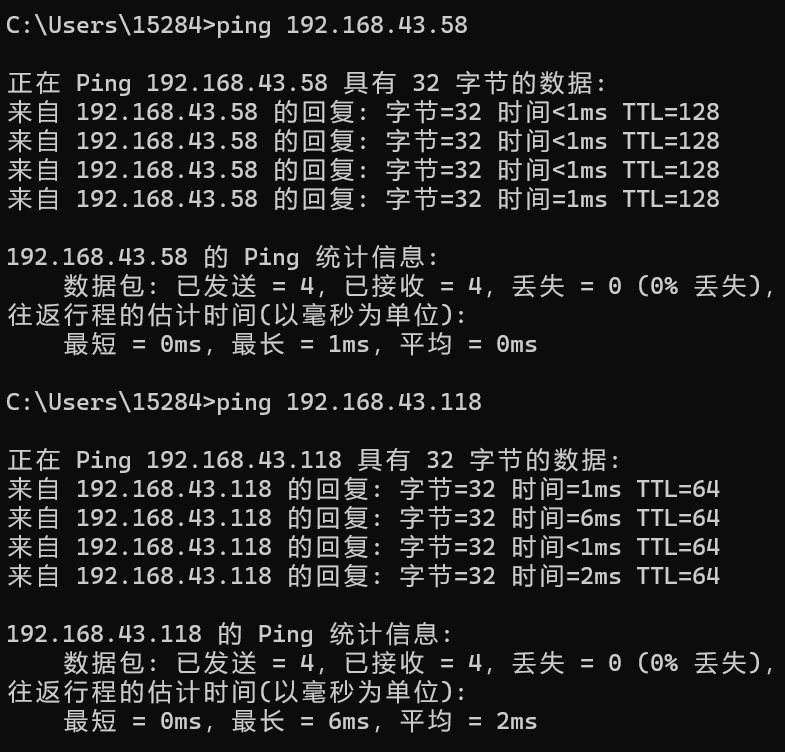 C:\Users\15284>ping 192.168.43.58
正在 Ping 192.168.43.58 具有 32 字节的数据:
来自 192.168.43.58 的回复: 字节=32 时间<1ms TTL=128
来自 192.168.43.58 的回复: 字节=32 时间<1ms TTL=128
来自 192.168.43.58 的回复: 字节=32 时间<1ms TTL=128
来自 192.168.43.58 的回复: 字节=32 时间=1ms TTL=128
192.168.43.58 的 Ping 统计信息:
    数据包: 已发送 = 4, 已接收 = 4, 丢失 = 0 (0% 丢失),
往返行程的估计时间(以毫秒为单位):
    最短 = 0ms, 最长 = 1ms, 平均 = 0ms
C:\Users\15284>ping 192.168.43.118
正在 Ping 192.168.43.118 具有 32 字节的数据:
来自 192.168.43.118 的回复: 字节=32 时间=1ms TTL=64
来自 192.168.43.118 的回复: 字节=32 时间=6ms TTL=64
来自 192.168.43.118 的回复: 字节=32 时间<1ms TTL=64
来自 192.168.43.118 的回复: 字节=32 时间=2ms TTL=64
192.168.43.118 的 Ping 统计信息:
    数据包: 已发送 = 4, 已接收 = 4, 丢失 = 0 (0% 丢失),
往返行程的估计时间(以毫秒为单位):
    最短 = 0ms, 最长 = 6ms, 平均 = 2ms